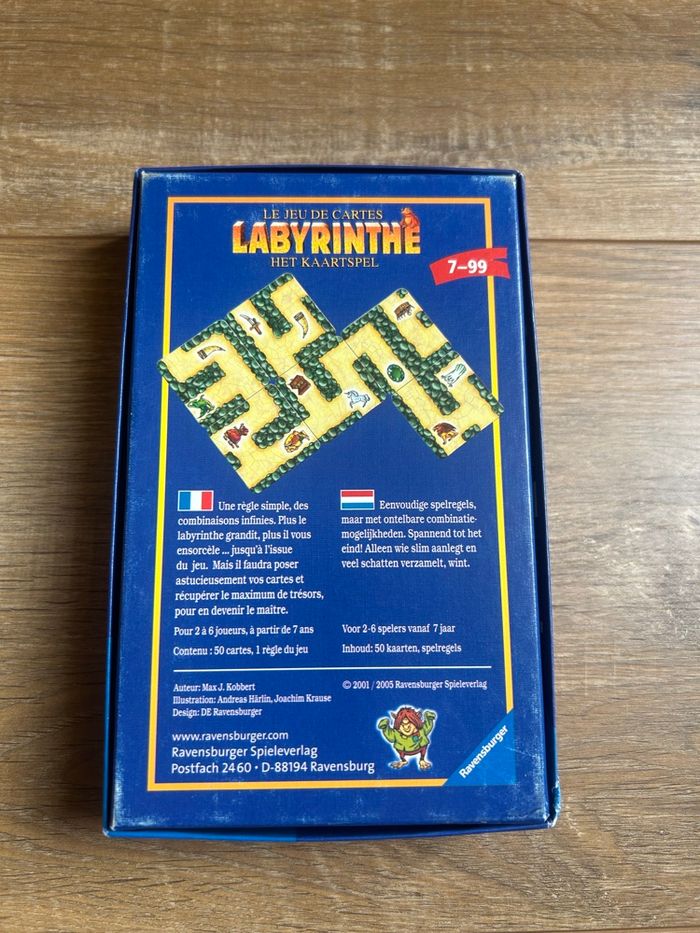 LE JEU DE CARTES
LABYRINTHE
HET KAARTSPEL
7–99
Une règle simple, des
combinaisons infinies. Plus le
labyrinthe grandit, plus il vous
ensorcèle ... jusqu'à l'issue
du jeu. Mais il faudra poser
astucieusement vos cartes et
récupérer le maximum de trésors,
pour en devenir le maître.
Pour 2 à 6 joueurs, à partir de 7 ans
Contenu : 50 cartes, 1 règle du jeu
Eenvoudige spelregels,
maar met ontelbare combinatie-
mogelijkheden. Spannend tot het
eind! Alleen wie slim aanlegt en
veel schatten verzamelt, wint.
Voor 2-6 spelers vanaf 7 jaar
Inhoud: 50 kaarten, spelregels
Auteur: Max J. Kobbert
Illustration: Andreas Härlin, Joachim Krause
Design: DE Ravensburger
© 2001 / 2005 Ravensburger Spieleverlag
www.ravensburger.com
Ravensburger Spieleverlag
Postfach 24 60 • D-88194 Ravensburg
Ravensburger